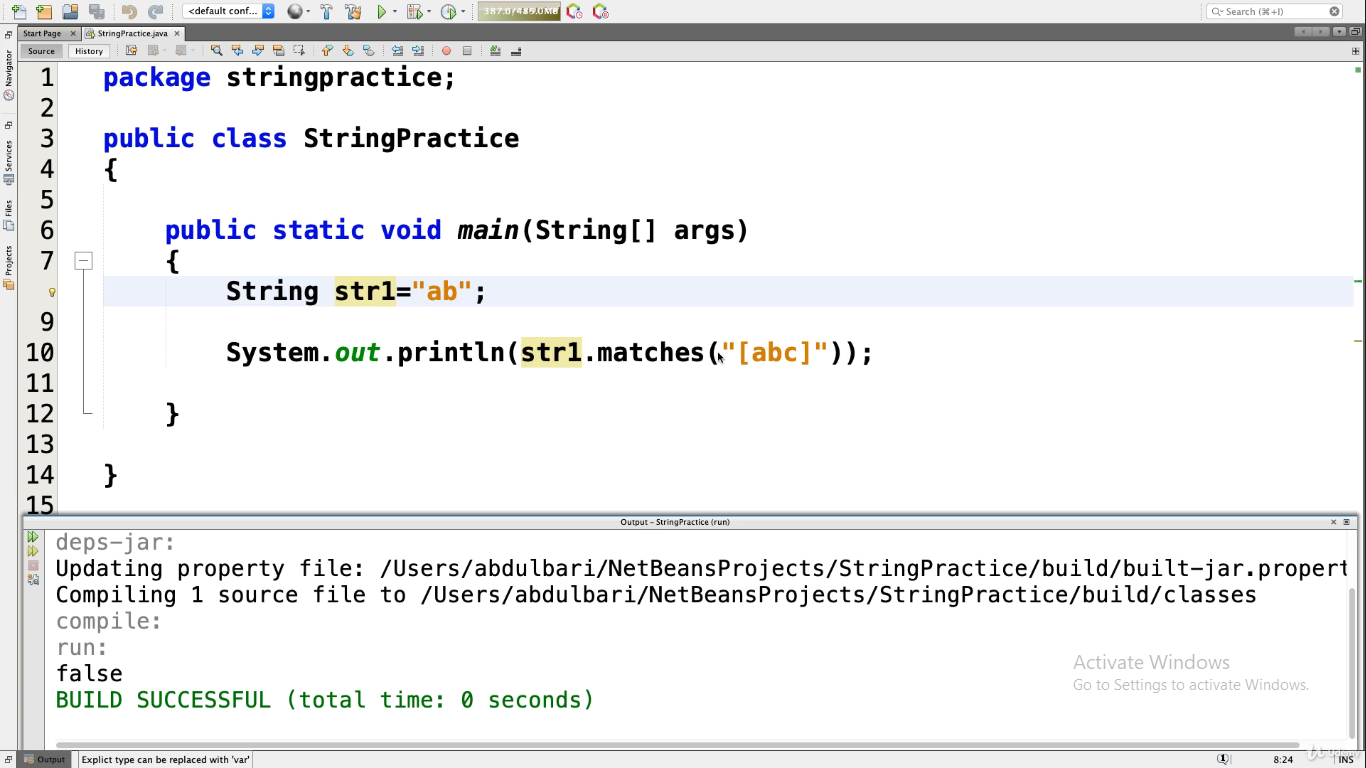 <default conf...
387.0/485.0MB
Search (⌘+I)
Start Page
StringPractice.java
Source
History
Navigator
Services
Files
Projects
1 package stringpractice;
2
3 public class StringPractice
4 {
5
6 public static void main(String[] args)
7 {
String str1="ab";
9
10 System.out.println(str1.matches("[abc]"));
11
12 }
13
14 }
15
Output - StringPractice (run)
deps-jar:
Updating property file: /Users/abdulbari/NetBeansProjects/StringPractice/build/built-jar.propert
Compiling 1 source file to /Users/abdulbari/NetBeansProjects/StringPractice/build/classes
compile:
run:
false
BUILD SUCCESSFUL (total time: 0 seconds)
Activate Windows
Go to Settings to activate Windows.
Output
Explict type can be replaced with 'var'
1
8:24
INS